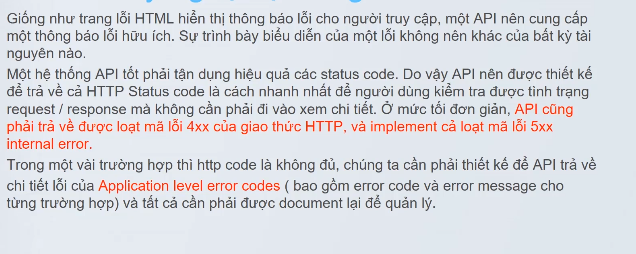 Giống như trang lỗi HTML hiển thị thông báo lỗi cho người truy cập, một API nên cung cấp
một thông báo lỗi hữu ích. Sự trình bày biểu diễn của một lỗi không nên khác của bất kỳ tài
nguyên nào.
Một hệ thống API tốt phải tận dụng hiệu quả các status code. Do vậy API nên được thiết kế
để trả về cả HTTP Status code là cách nhanh nhất để người dùng kiểm tra được tình trạng
request / response mà không cần phải đi vào xem chi tiết. Ở mức tối đơn giản, API cũng
phải trả về được loạt mã lỗi 4xx của giao thức HTTP, và implement cả loạt mã lỗi 5xx
internal error.
Trong một vài trường hợp thì http code là không đủ, chúng ta cần phải thiết kế để API trả về
chi tiết lỗi của Application level error codes ( bao gồm error code và error message cho
từng trường hợp) và tất cả cần phải được document lại để quản lý.